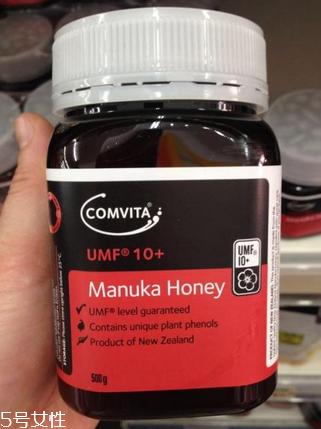 COMVITA®
UMF® 10+
UMF®
10+
Manuka Honey
UMF® level guaranteed
Contains unique plant phenols
Product of New Zealand
500g
5号女性